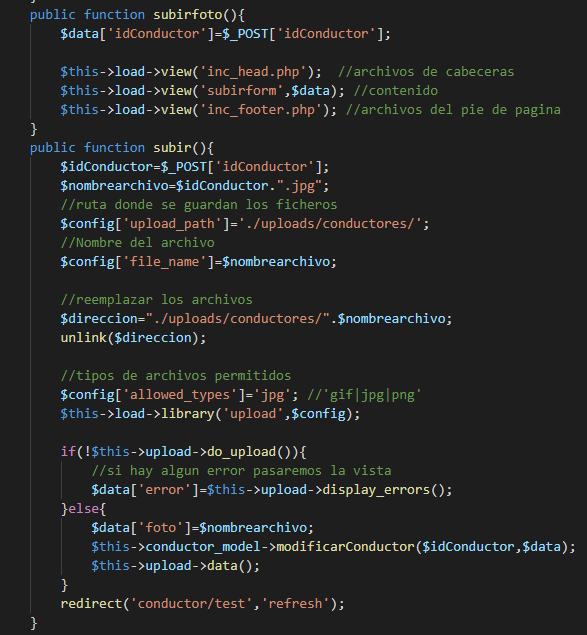 public function subirfoto(){
$data['idConductor']=$_POST['idConductor'];
$this->load->view('inc_head.php');  //archivos de cabeceras
$this->load->view('subirform',$data); //contenido
$this->load->view('inc_footer.php'); //archivos del pie de pagina
}
public function subir(){
$idConductor=$_POST['idConductor'];
$nombrearchivo=$idConductor.".jpg";
//ruta donde se guardan los ficheros
$config['upload_path']='./uploads/conductores/';
//Nombre del archivo
$config['file_name']=$nombrearchivo;
//reemplazar los archivos
$direccion="./uploads/conductores/".$nombrearchivo;
unlink($direccion);
//tipos de archivos permitidos
$config['allowed_types']='jpg'; //'gif|jpg|png'
$this->load->library('upload',$config);
if(!$this->upload->do_upload()){
//si hay algun error pasaremos la vista
$data['error']=$this->upload->display_errors();
}else{
$data['foto']=$nombrearchivo;
$this->conductor_model->modificarConductor($idConductor,$data);
$this->upload->data();
}
redirect('conductor/test','refresh');
}